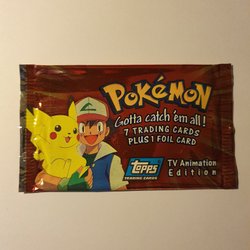 POKéMON
Gotta catch 'em all!
7 TRADING CARDS
PLUS 1 FOIL CARD
Topps
TRADING CARDS
TV Animation
Edition